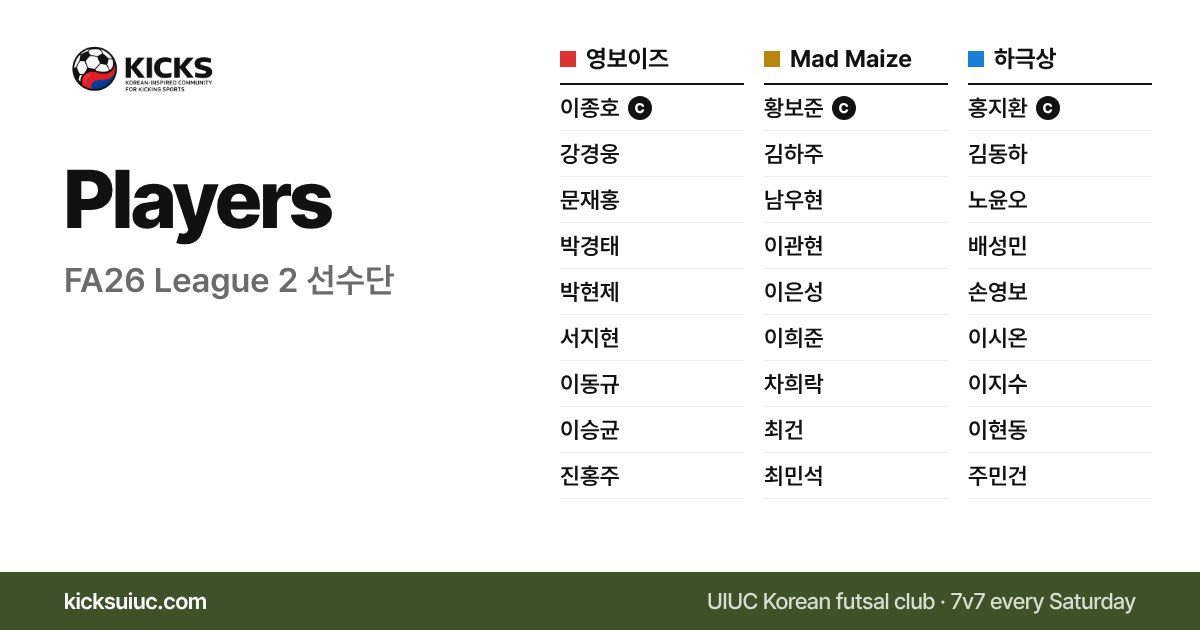 KICKS
KOREAN-INSPIRED COMMUNITY
FOR KICKING SPORTS
Players
FA26 League 2 선수단
영보이즈
이종호 C
강경웅
문재홍
박경태
박현제
서지현
이동규
이승균
진홍주
Mad Maize
황보준 C
김하주
남우현
이관현
이은성
이희준
차희락
최건
최민석
하극상
홍지환 C
김동하
노윤오
배성민
손영보
이시온
이지수
이현동
주민건
kicksuiuc.com
UIUC Korean futsal club · 7v7 every Saturday